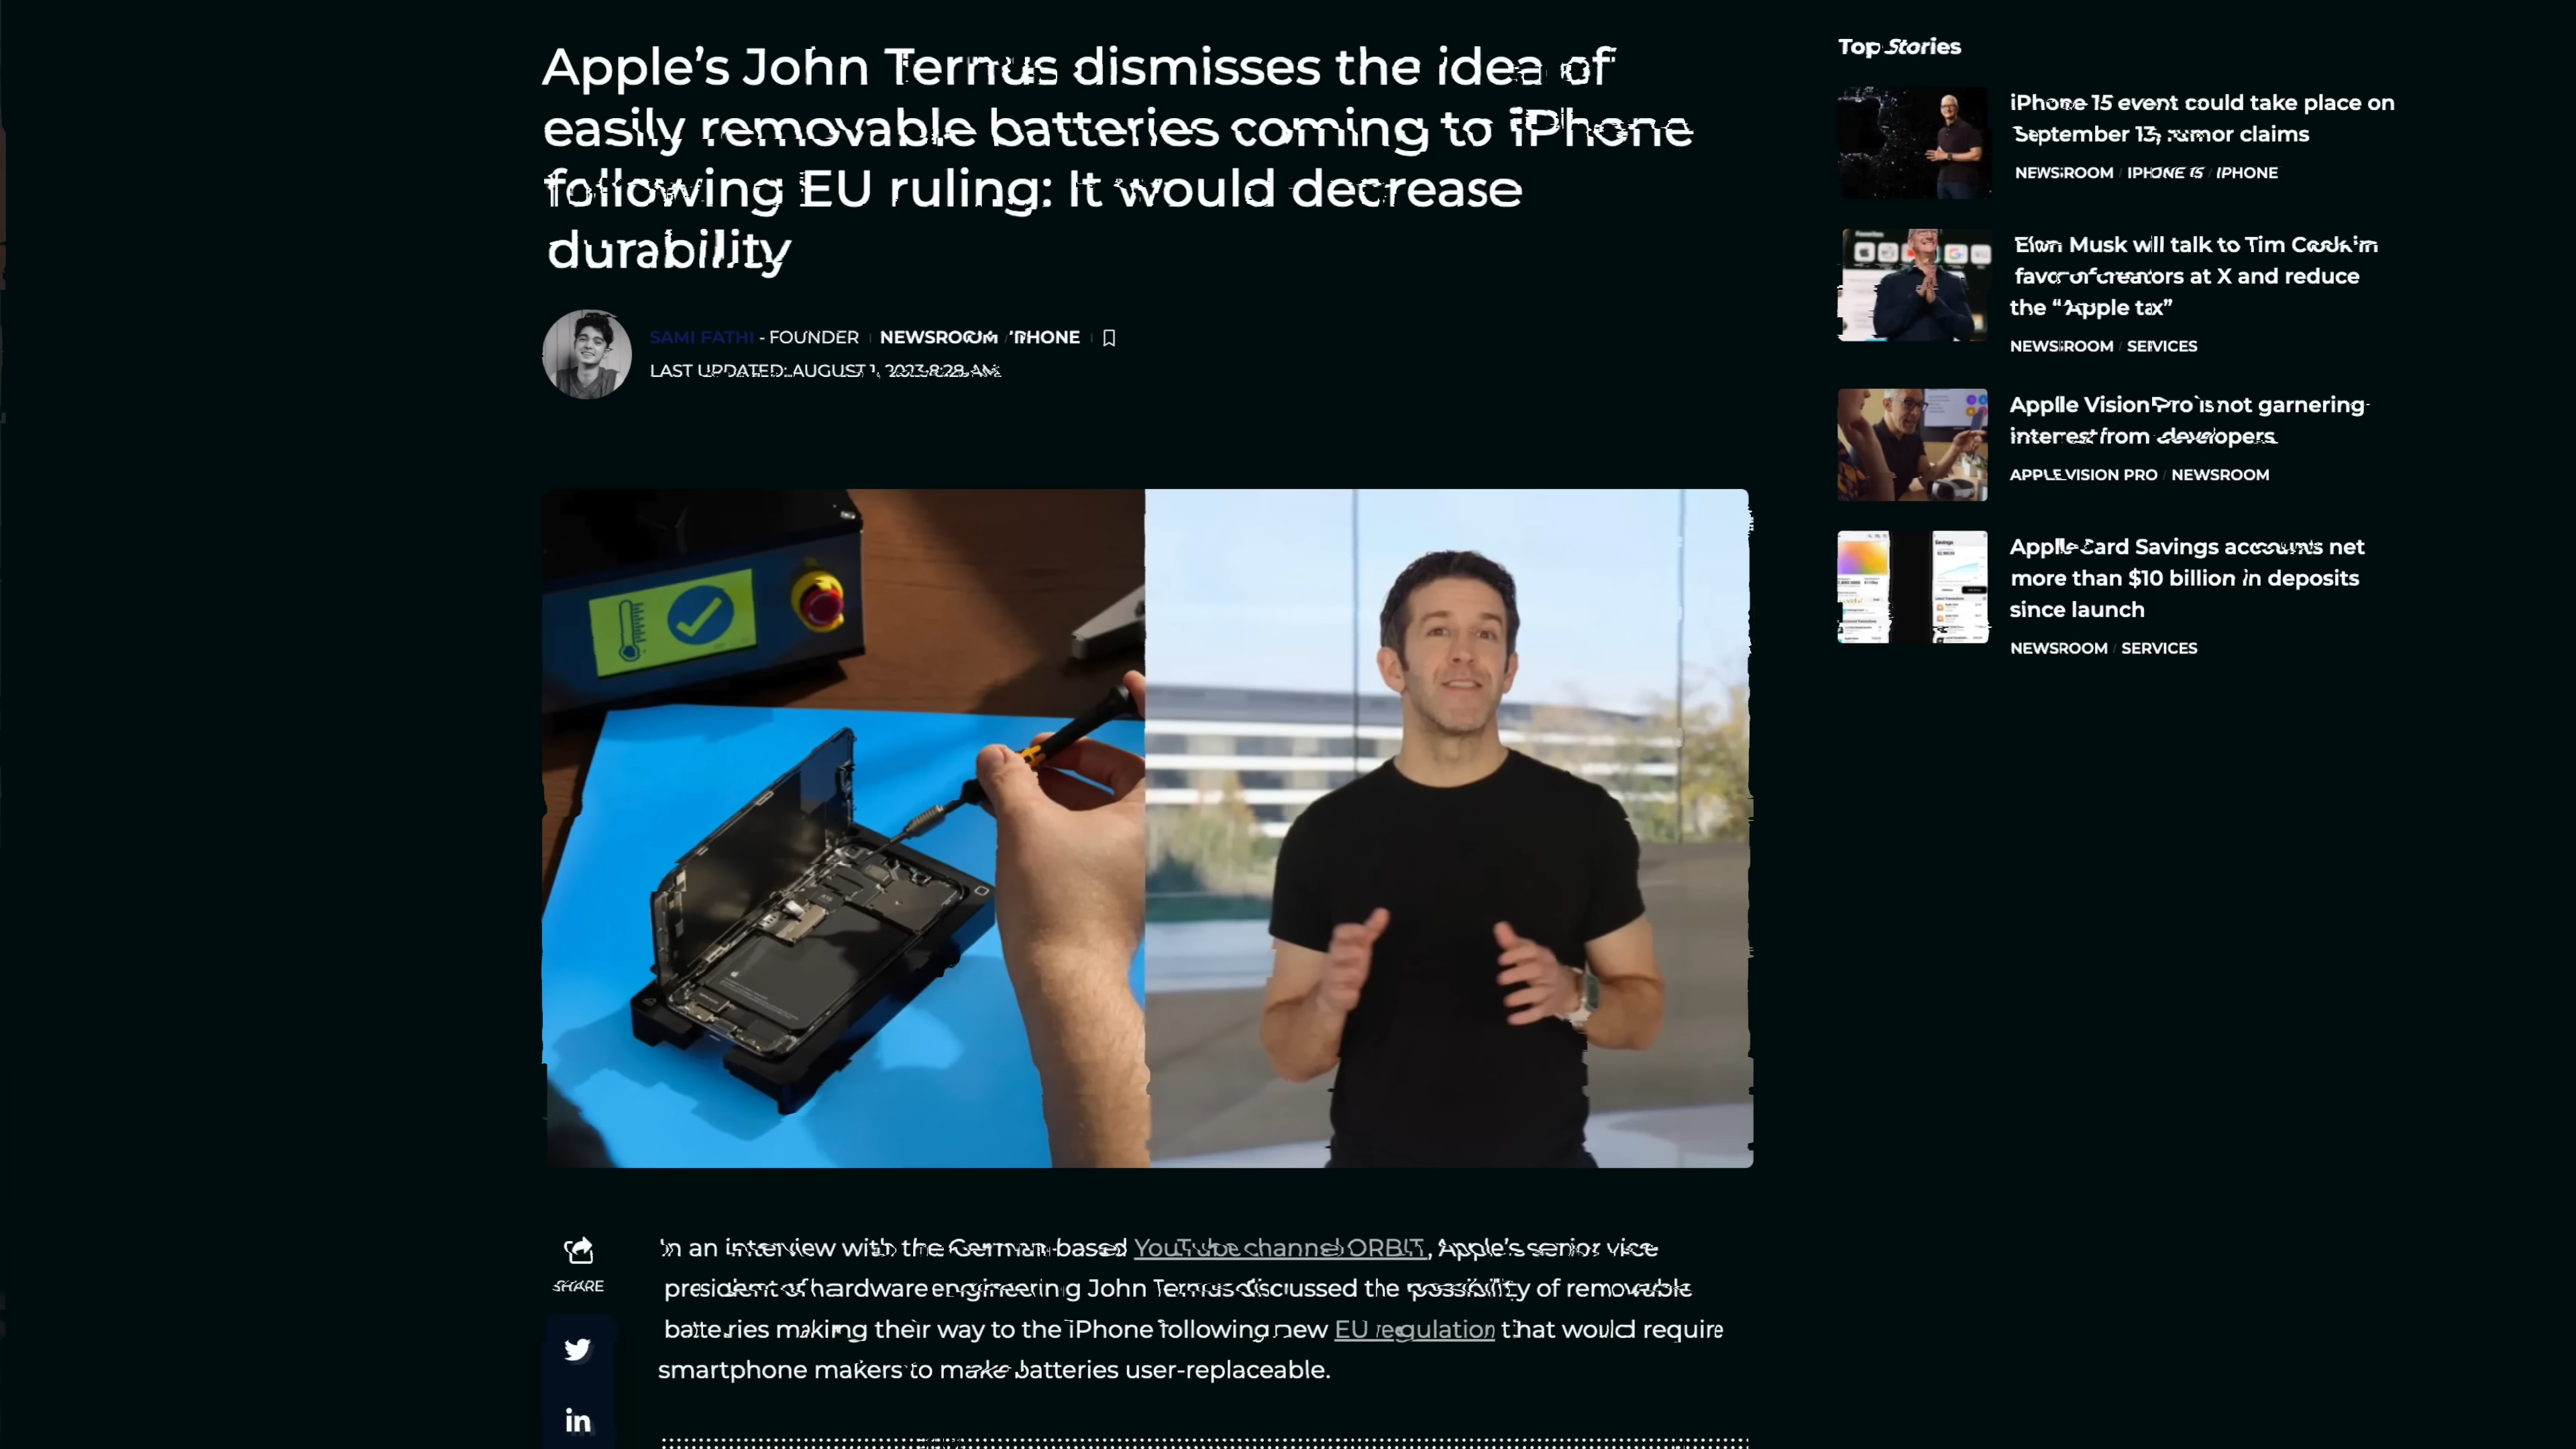 Apple's John Ternus dismisses the idea of
easily removable batteries coming to iPhone
following EU ruling: It would decrease
durability
SAMI FATHI - FOUNDER NEWSROOM / IPHONE
LAST UPDATED: AUGUST 1, 2023 8:28 AM
In an interview with the German-based YouTube channel ORBIT, Apple's senior vice
president of hardware engineering John Ternus discussed the possibility of removable
batteries making their way to the iPhone following new EU regulation that would require
smartphone makers to make batteries user-replaceable.
SHARE
in
Top Stories
iPhone 15 event could take place on
September 13, rumor claims
NEWSROOM / IPHONE 15 / IPHONE
Elon Musk will talk to Tim Cook in
favor of creators at X and reduce
the “Apple tax”
NEWSROOM / SERVICES
Apple Vision Pro is not garnering
interest from developers
APPLE VISION PRO / NEWSROOM
Apple Card Savings accounts net
more than $10 billion in deposits
since launch
NEWSROOM / SERVICES